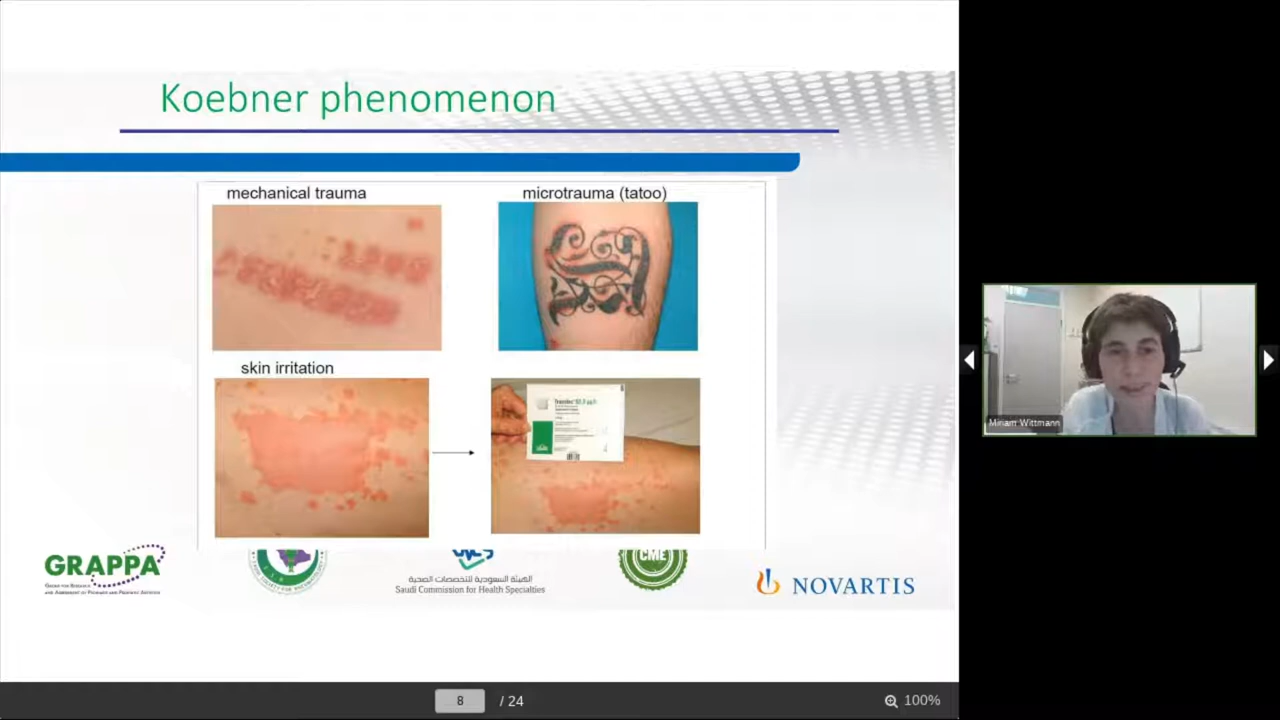 Koebner phenomenon
mechanical trauma
microtrauma (tatoo)
skin irritation
GRAPPA
الهيئة السعودية للتخصصات الصحية
Saudi Commission for Health Specialties
CME
NOVARTIS
Miriam Wittmann
8
/ 24
100%